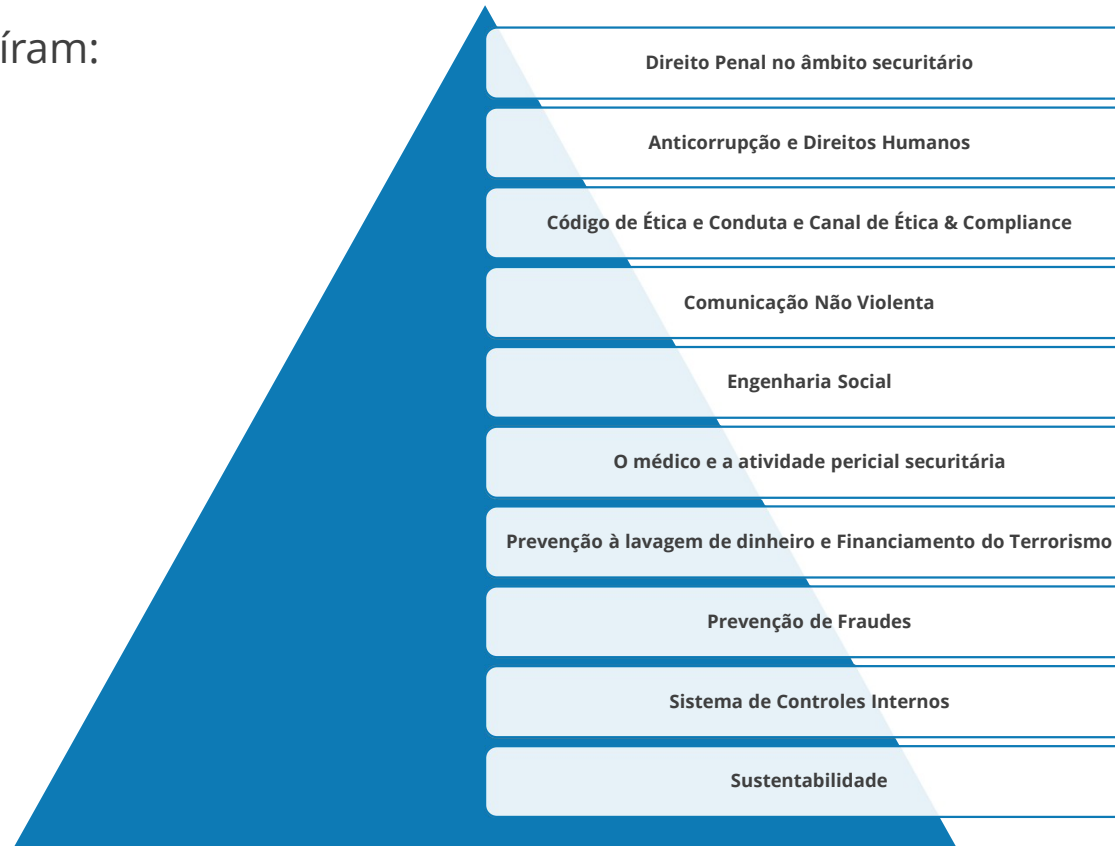 íram:
Direito Penal no âmbito securitário
Anticorrupção e Direitos Humanos
Código de Ética e Conduta e Canal de Ética & Compliance
Comunicação Não Violenta
Engenharia Social
O médico e a atividade pericial securitária
Prevenção à lavagem de dinheiro e Financiamento do Terrorismo
Prevenção de Fraudes
Sistema de Controles Internos
Sustentabilidade